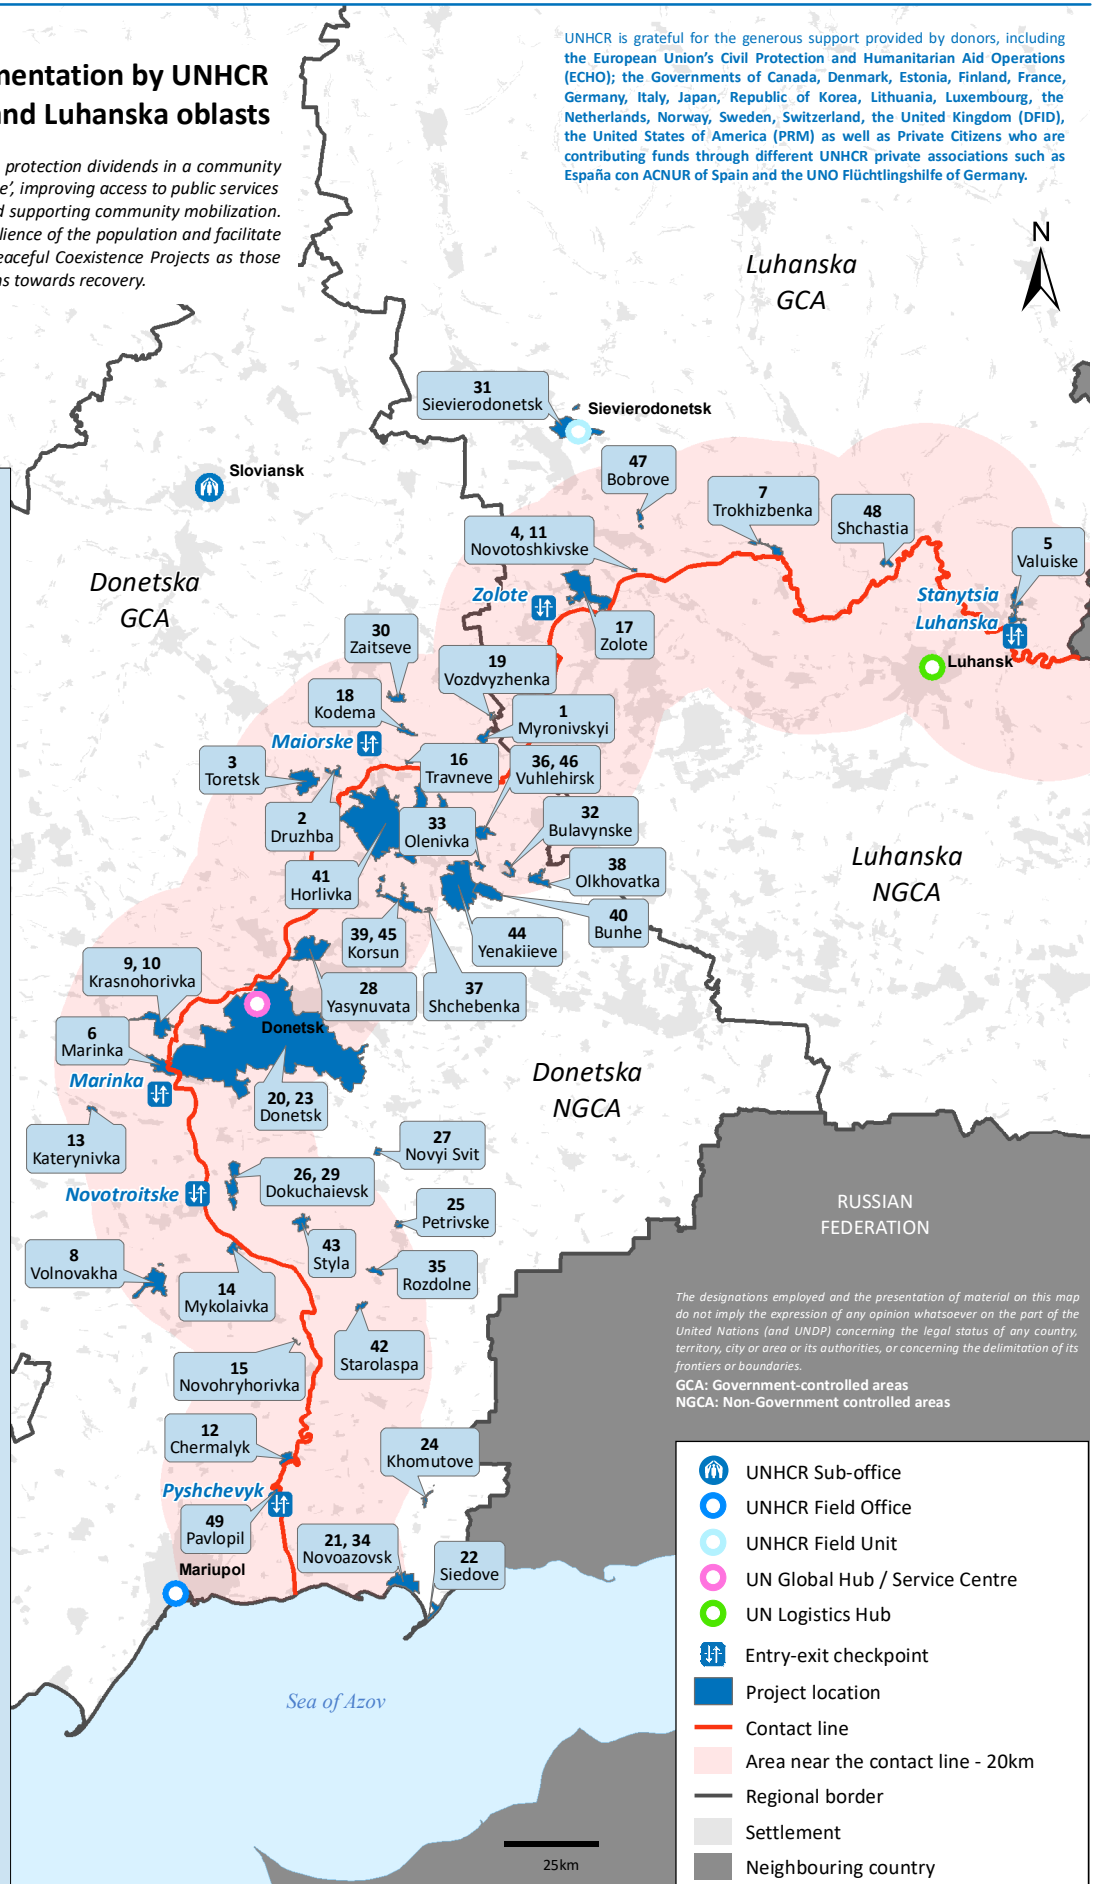 mentation by UNHCR
and Luhanska oblasts
protection dividends in a community
e', improving access to public services
d supporting community mobilization.
lience of the population and facilitate
eaceful Coexistence Projects as those
ns towards recovery.
UNHCR is grateful for the generous support provided by donors, including
the European Union's Civil Protection and Humanitarian Aid Operations
(ECHO); the Governments of Canada, Denmark, Estonia, Finland, France,
Germany, Italy, Japan, Republic of Korea, Lithuania, Luxembourg, the
Netherlands, Norway, Sweden, Switzerland, the United Kingdom (DFID),
the United States of America (PRM) as well as Private Citizens who are
contributing funds through different UNHCR private associations such as
España con ACNUR of Spain and the UNO Flüchtlingshilfe of Germany.
N
Luhanska
GCA
31
Sievierodonetsk
Sievierodonetsk
Sloviansk
47
Bobrove
7
Trokhizbenka
48
Shchastia
4, 11
Novotoshkivske
5
Valuiske
Donetska
GCA
Zolote
Stanytsia
Luhanska
17
Zolote
30
Zaitseve
19
Vozdvyzhenka
Luhansk
18
Kodema
1
Myronivskyi
Maiorske
3
Toretsk
16
Travneve
36, 46
Vuhlehirsk
2
Druzhba
33
Olenivka
32
Bulavynske
41
Horlivka
38
Olkhovatka
Luhanska
NGCA
39, 45
Korsun
44
Yenakiieve
40
Bunhe
9, 10
Krasnohorivka
28
Yasynuvata
37
Shchebenka
6
Marinka
Donetsk
Marinka
20, 23
Donetsk
Donetska
NGCA
13
Katerynivka
27
Novyi Svit
26, 29
Dokuchaievsk
Novotroitske
25
Petrivske
RUSSIAN
FEDERATION
43
Styla
8
Volnovakha
35
Rozdolne
14
Mykolaivka
The designations employed and the presentation of material on this map
do not imply the expression of any opinion whatsoever on the part of the
United Nations (and UNDP) concerning the legal status of any country,
territory, city or area or its authorities, or concerning the delimitation of its
frontiers or boundaries.
GCA: Government-controlled areas
NGCA: Non-Government controlled areas
42
Starolaspa
15
Novohryhorivka
12
Chermalyk
24
Khomutove
Pyshchevyk
49
Pavlopil
21, 34
Novoazovsk
22
Siedove
Mariupol
Sea of Azov
UNHCR Sub-office
UNHCR Field Office
UNHCR Field Unit
UN Global Hub / Service Centre
UN Logistics Hub
Entry-exit checkpoint
Project location
Contact line
Area near the contact line - 20km
Regional border
Settlement
Neighbouring country
25km